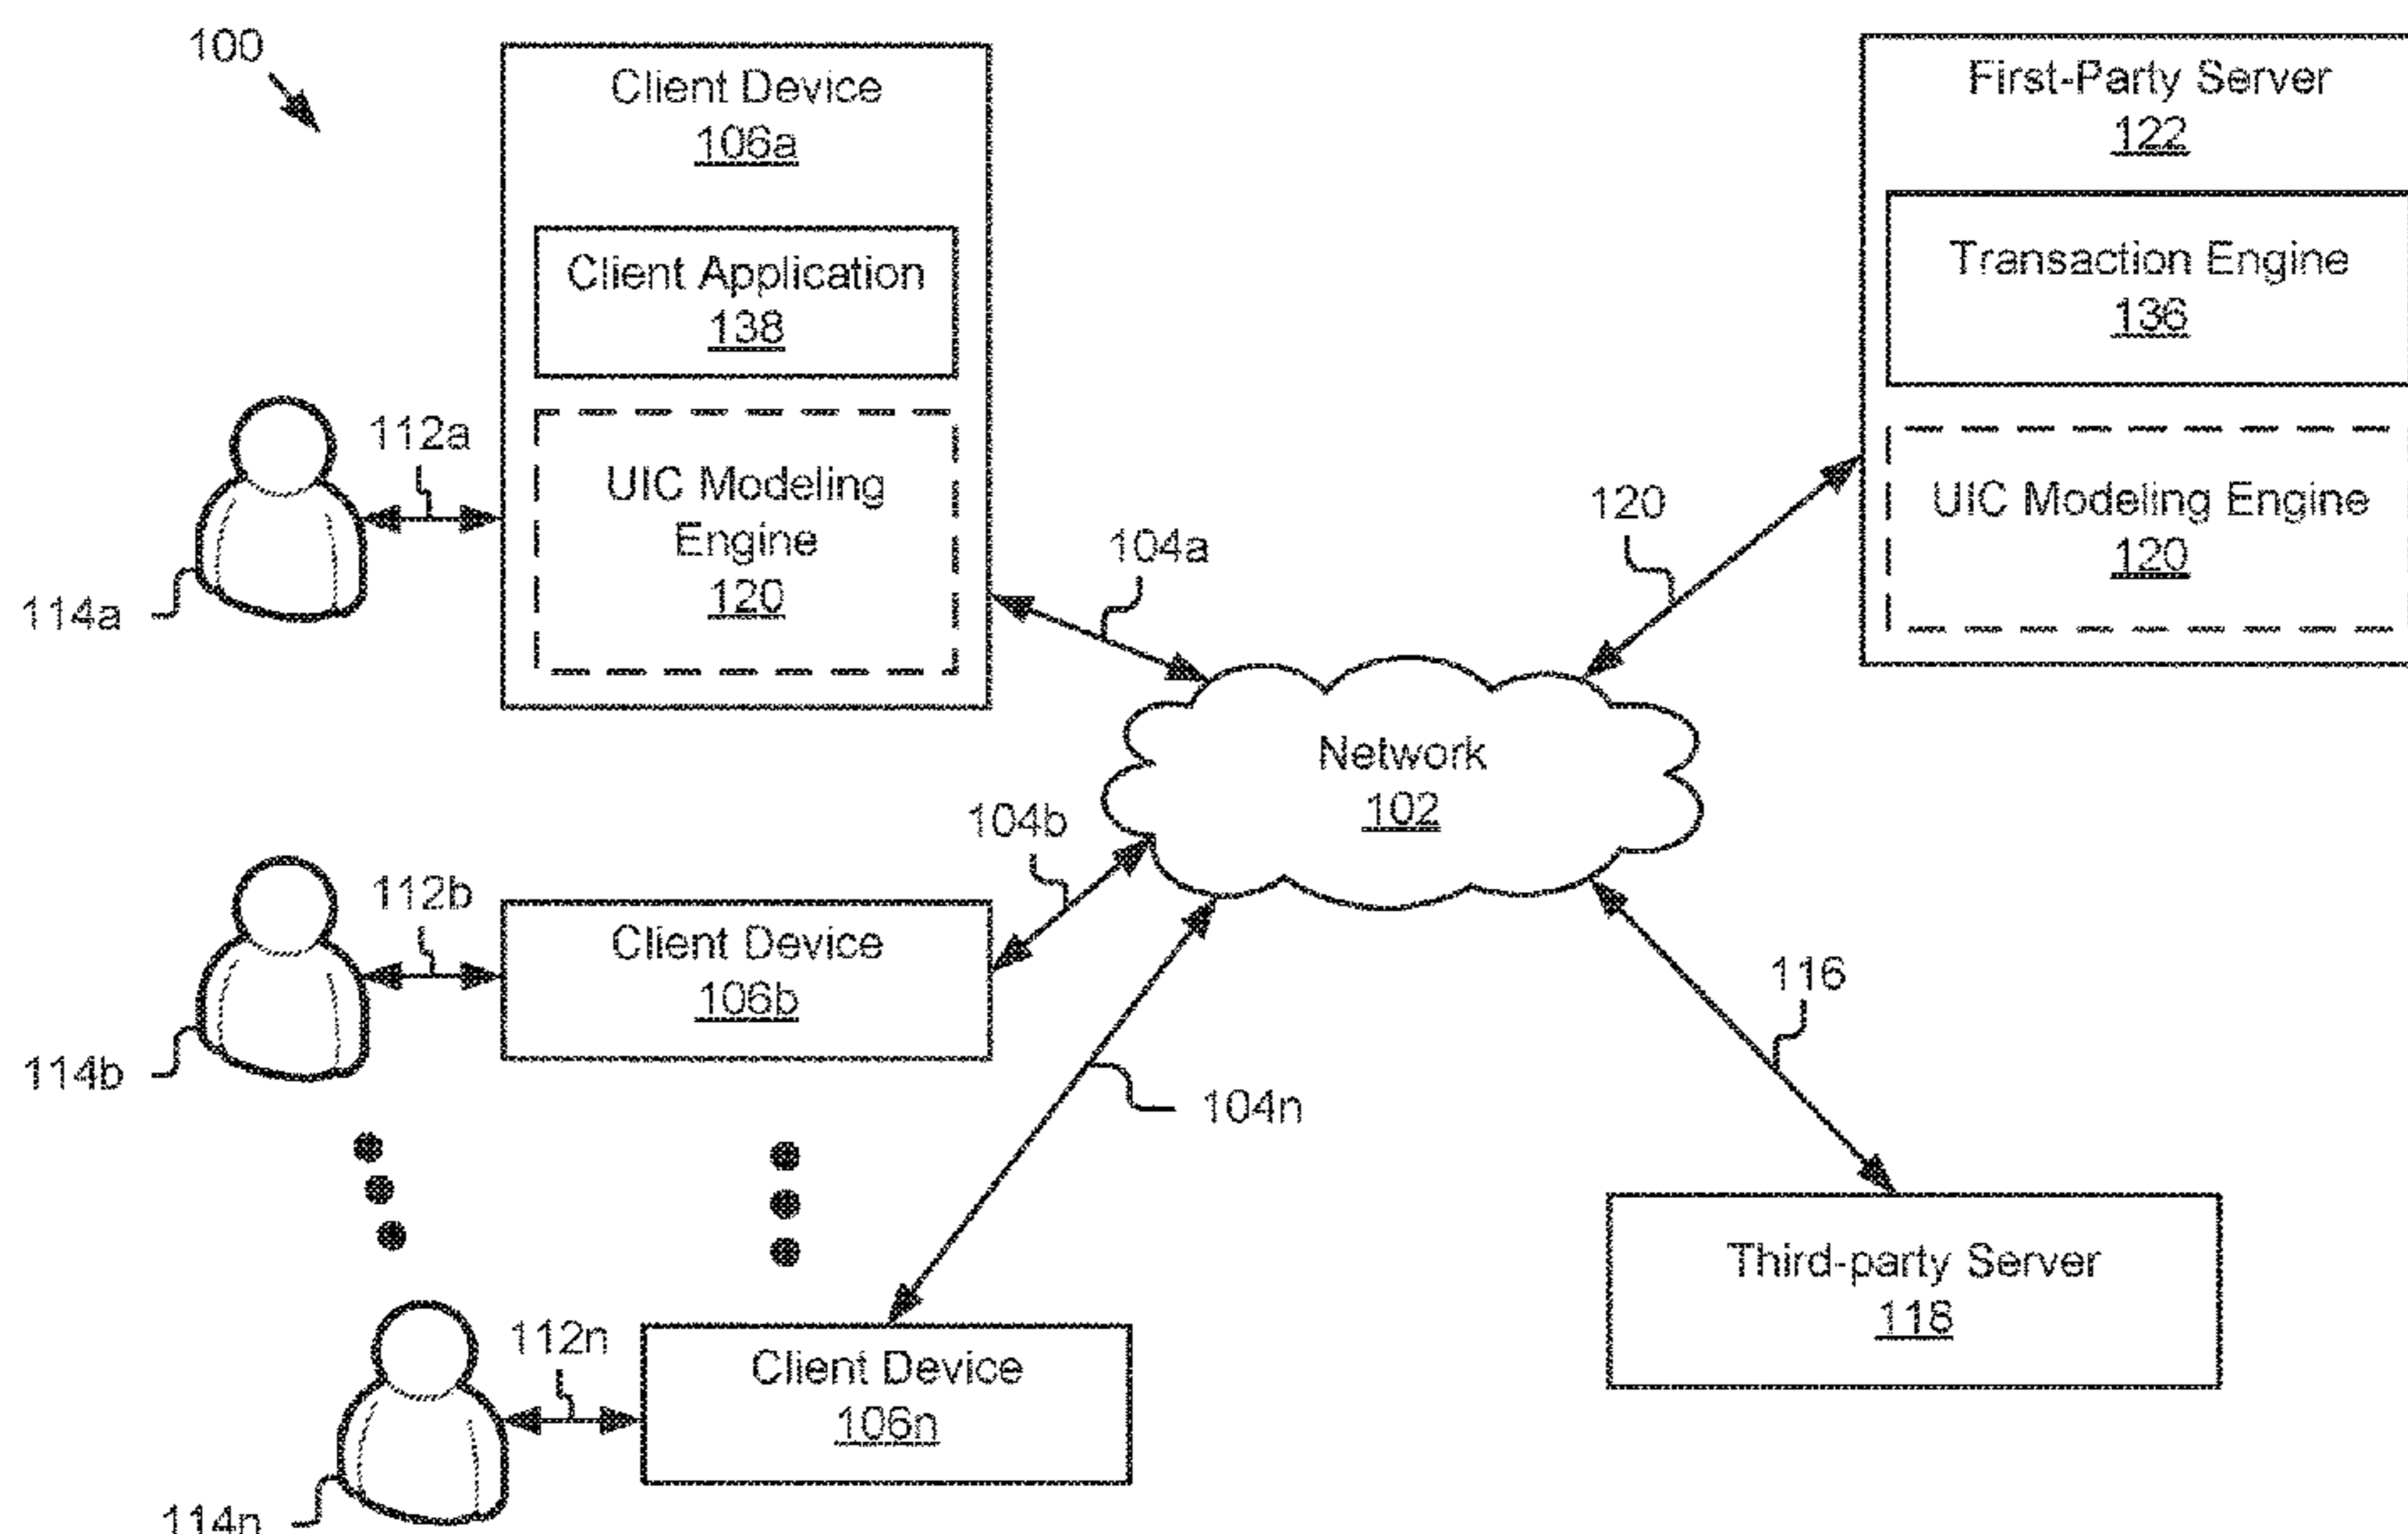 100
Client Device
106a
Client Application
138
UIC Modeling
Engine
120
112a
114a
104a
First-Party Server
122
Transaction Engine
136
UIC Modeling Engine
120
120
Network
102
104b
112b
Client Device
106b
114b
104n
116
Third-party Server
118
112n
Client Device
106n
114n